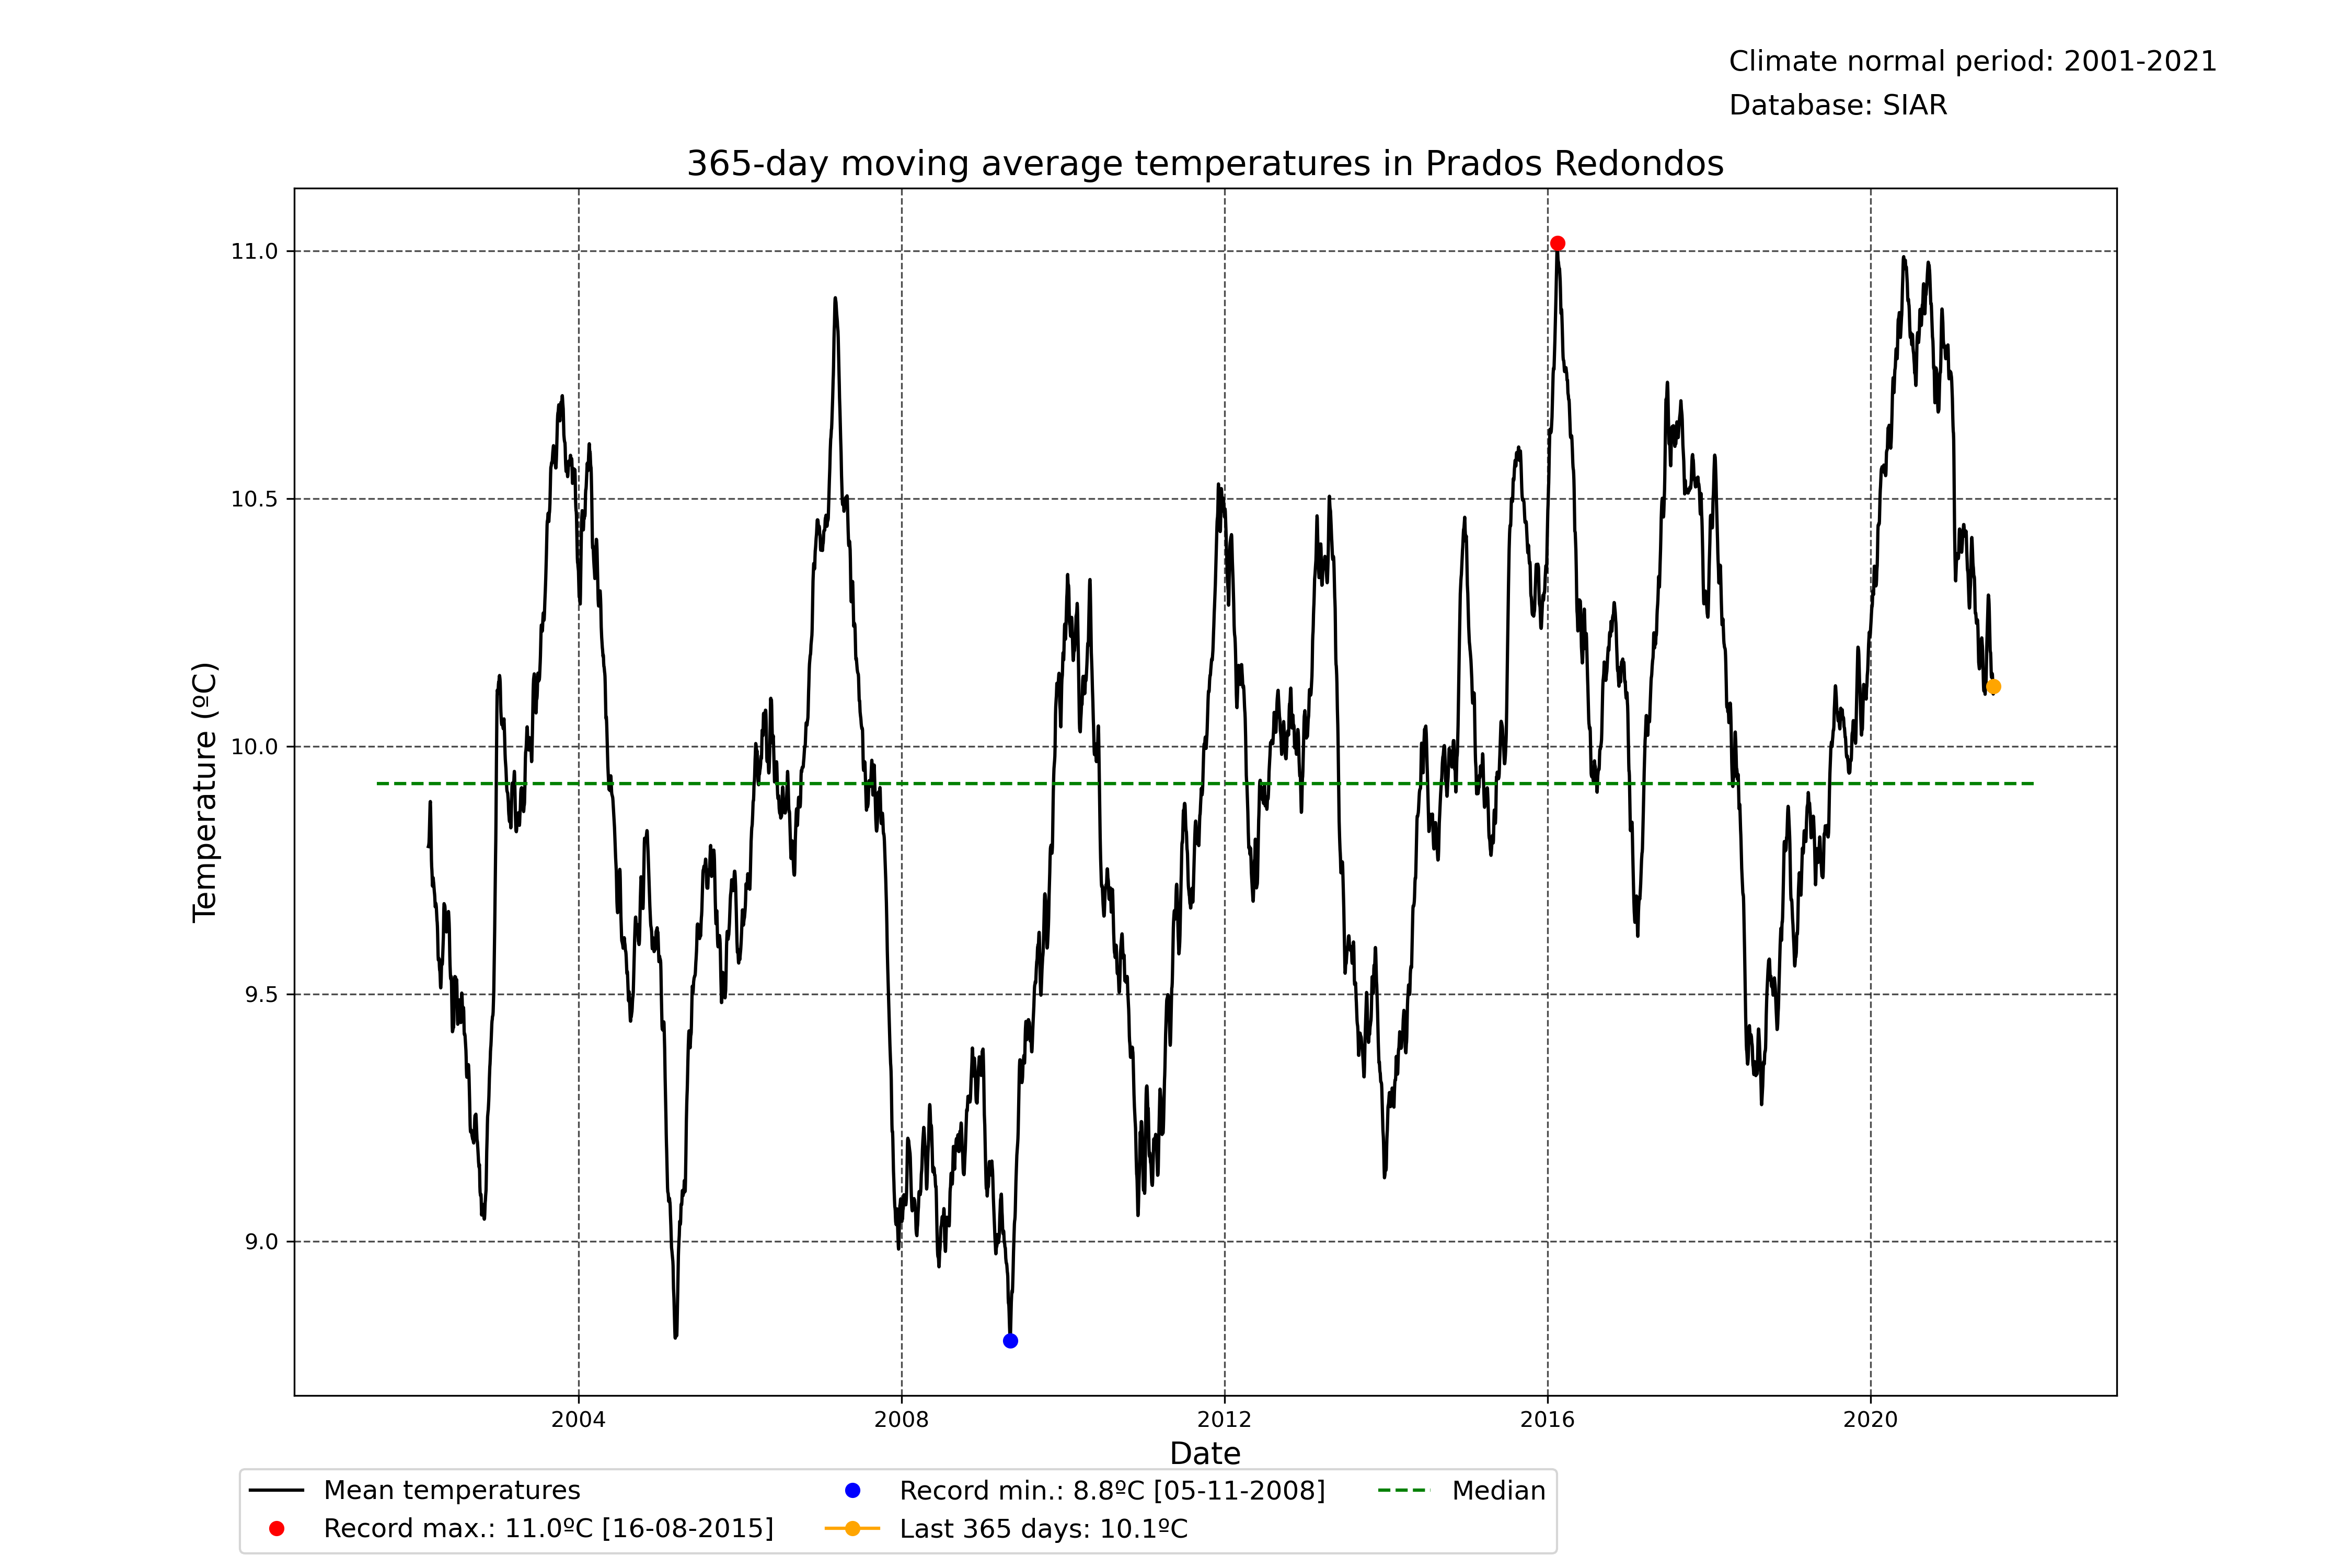 Climate normal period: 2001-2021
Database: SIAR
365-day moving average temperatures in Prados Redondos
11.0
10.5
10.0
9.5
9.0
Temperature (ºC)
2004 2008 2012 2016 2020
Date
Mean temperatures
Record max.: 11.0ºC [16-08-2015]
Record min.: 8.8ºC [05-11-2008]
Last 365 days: 10.1ºC
Median